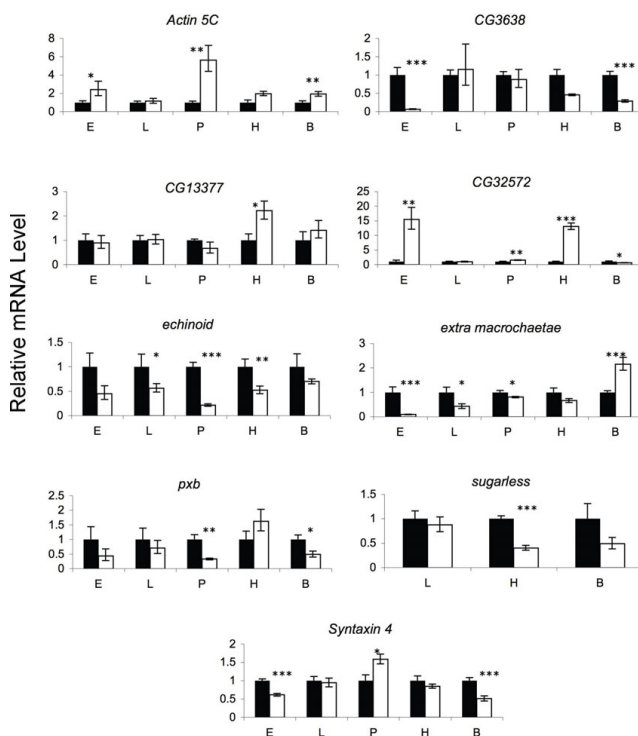 Relative mRNA Level
Actin 5C
8
6
4
2
0
* ** **
E L P H B
CG3638
2
1.5
1
0.5
0
*** ***
E L P H B
CG13377
3
2
1
0
*
E L P H B
CG32572
25
20
15
10
5
0
** ** *** *
E L P H B
echinoid
1.5
1
0.5
0
* *** **
E L P H B
extra macrochaetae
3
2
1
0
*** * * ***
E L P H B
pxb
2.5
2
1.5
1
0.5
0
** *
E L P H B
sugarless
1.5
1
0.5
0
***
L H B
Syntaxin 4
2
1.5
1
0.5
0
*** * ***
E L P H B